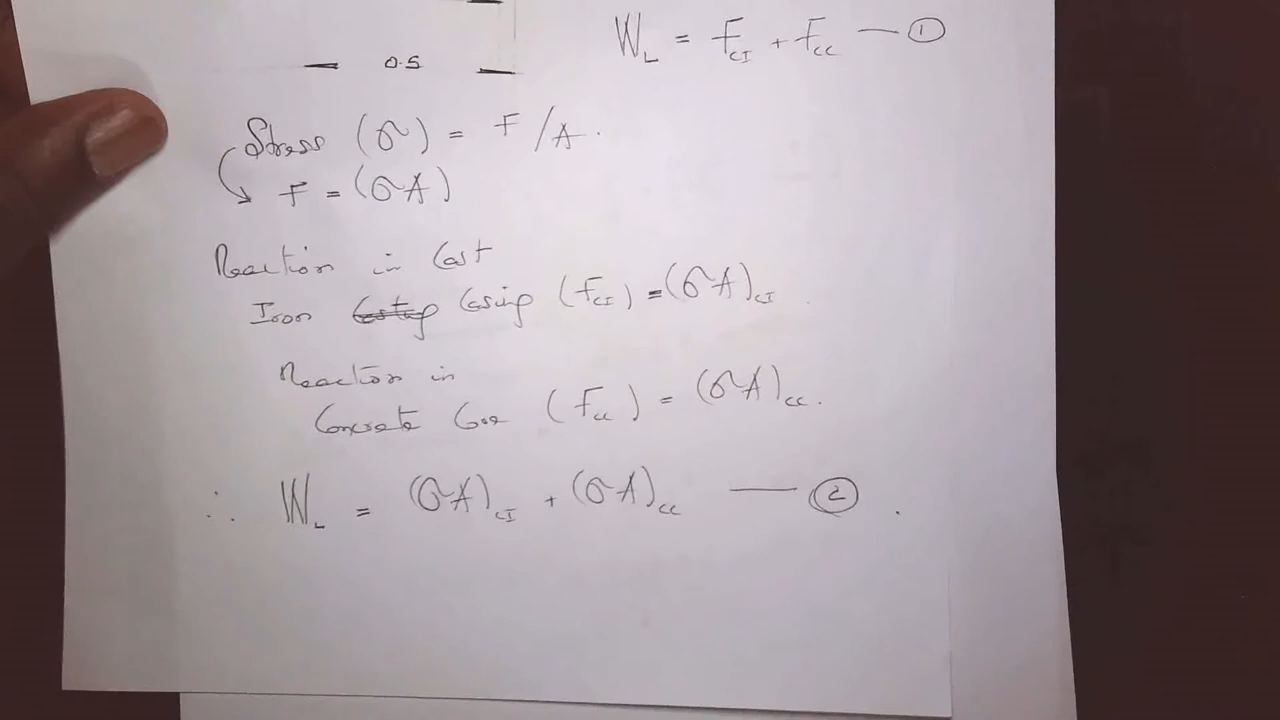 W_L = F_CI + F_CC — ①
0.5
Stress (σ) = F/A.
F = (σA)
Reaction in Cast
Iron Casing (F_CI) = (σA)_CI
Reaction in
Concrete Core (F_CC) = (σA)_CC.
∴ W_L = (σA)_CI + (σA)_CC — ②